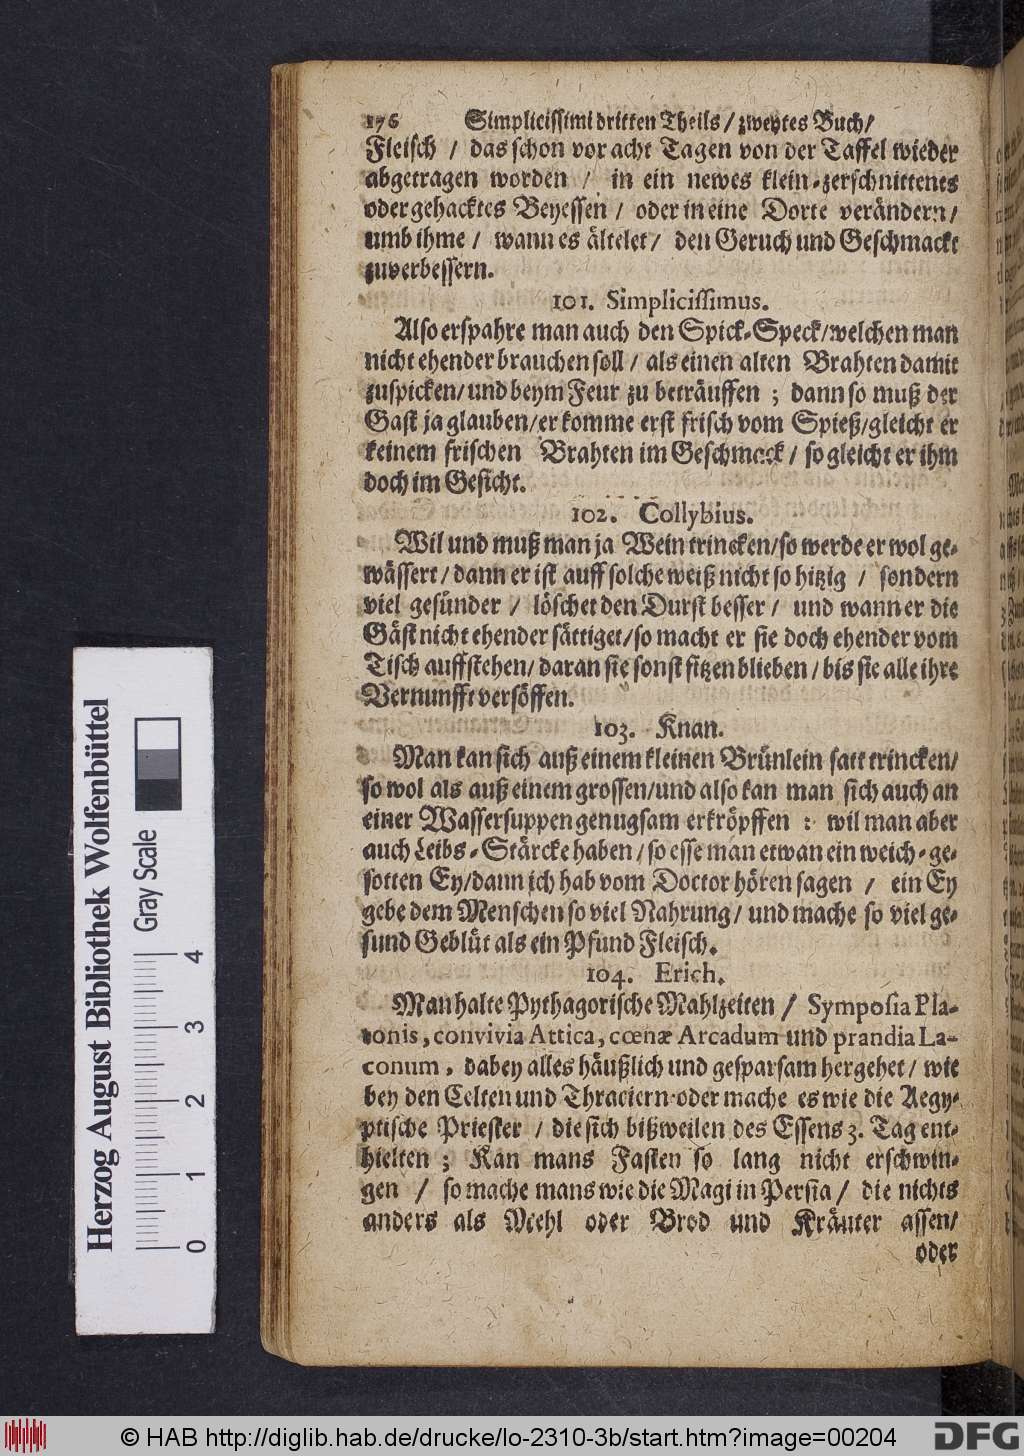 176 Simplicissimi dritten Theils / zweytes Buch /
Fleisch / das schon vor acht Tagen von der Taffel wieder
abgetragen worden / in ein newes klein-zerschnittenes
oder gehacktes Beyessen / oder in eine Dorte verändern /
umb ihme / wann es ältelet / den Geruch und Geschmackt
zuverbessern.
101. Simplicissimus.
Also erspahre man auch den Spick-Speck / welchen man
nicht ehender brauchen soll / als einen alten Brahten damit
zuspicken / und beym Feur zu beträuffen ; dann so muß der
Gast ja glauben / er komme erst frisch vom Spieß / gleicht er
keinem frischen Brahten im Geschmack / so gleicht er ihm
doch im Gesicht.
102. Collybius.
Wil und muß man ja Wein trincken / so werde er wol ge-
wässert / dann er ist auff solche weiß nicht so hitzig / sondern
viel gesünder / löschet den Durst besser / und wann er die
Gäst nicht ehender sättiget / so macht er sie doch ehender vom
Tisch auffstehen / daran sie sonst sitzen blieben / bis sie alle ihre
Vernunfft versöffen.
103. Knan.
Man kan sich auß einem kleinen Brünlein satt trincken /
so wol als auß einem grossen / und also kan man sich auch an
einer Wassersuppen genugsam erkröpffen : wil man aber
auch Leibs-Stärcke haben / so esse man etwan ein weich-ge-
sotten Ey / dann ich hab vom Doctor hören sagen / ein Ey
gebe dem Menschen so viel Nahrung / und mache so viel ge-
sund Geblüt als ein Pfund Fleisch.
104. Erich.
Man halte Pythagorische Mahlzeiten / Symposia Pla-
tonis, convivia Attica, cœnæ Arcadum und prandia La-
conum, dabey alles häußlich und gesparsam hergehet / wie
bey den Celten und Thraciern oder mache es wie die Aegy-
ptische Priester / die sich bißweilen des Essens 3. Tag ent-
hielten ; Kan mans Fasten so lang nicht erschwin-
gen / so mache mans wie die Magi in Persia / die nichts
anders als Mehl oder Brod und Kräuter assen /
oder
Herzog August Bibliothek Wolfenbüttel
Gray Scale
0 1 2 3 4
© HAB http://diglib.hab.de/drucke/lo-2310-3b/start.htm?image=00204
DFG